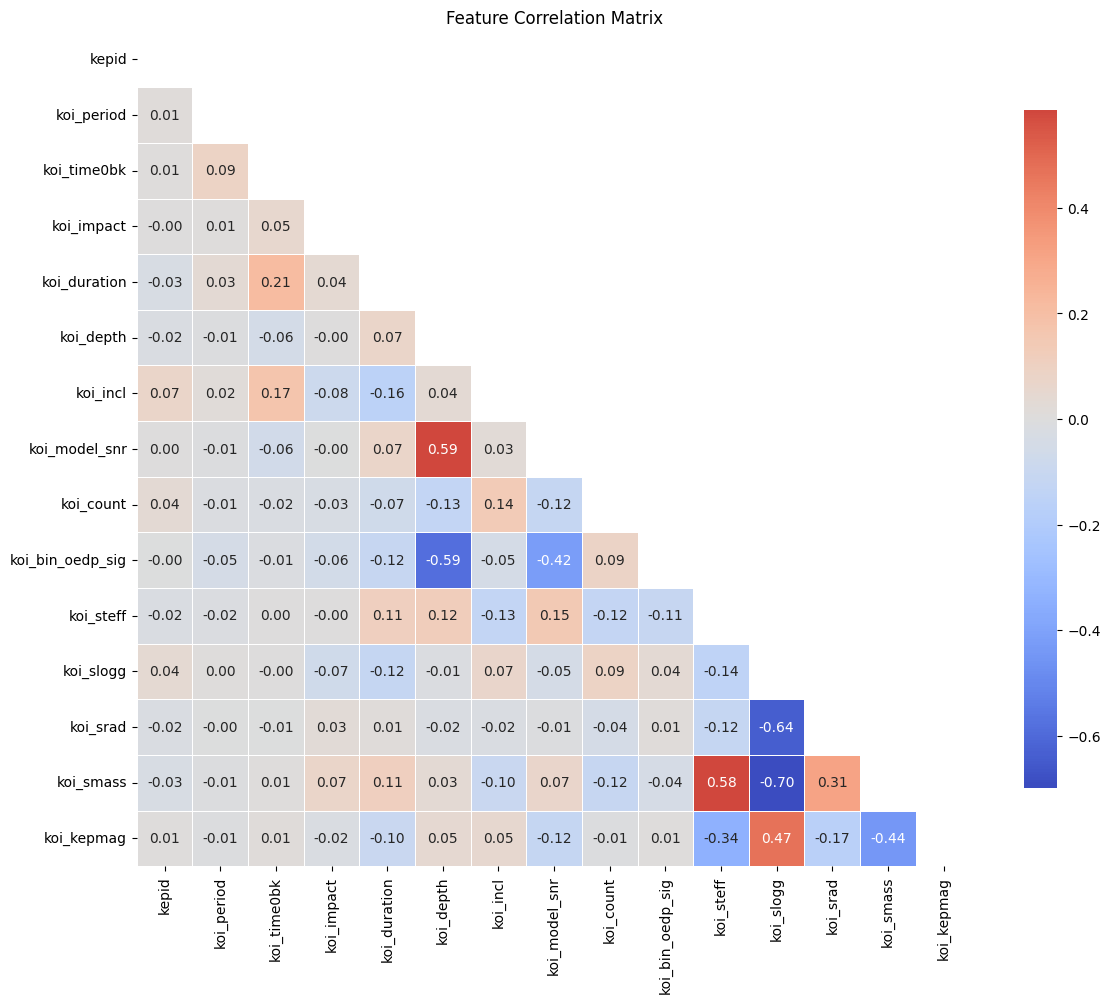 Feature Correlation Matrix
kepid
koi_period 0.01
koi_time0bk 0.01 0.09
koi_impact -0.00 0.01 0.05
koi_duration -0.03 0.03 0.21 0.04
koi_depth -0.02 -0.01 -0.06 -0.00 0.07
koi_incl 0.07 0.02 0.17 -0.08 -0.16 0.04
koi_model_snr 0.00 -0.01 -0.06 -0.00 0.07 0.59 0.03
koi_count 0.04 -0.01 -0.02 -0.03 -0.07 -0.13 0.14 -0.12
koi_bin_oedp_sig -0.00 -0.05 -0.01 -0.06 -0.12 -0.59 -0.05 -0.42 0.09
koi_steff -0.02 -0.02 0.00 -0.00 0.11 0.12 -0.13 0.15 -0.12 -0.11
koi_slogg 0.04 0.00 -0.00 -0.07 -0.12 -0.01 0.07 -0.05 0.09 0.04 -0.14
koi_srad -0.02 -0.00 -0.01 0.03 0.01 -0.02 -0.02 -0.01 -0.04 0.01 -0.12 -0.64
koi_smass -0.03 -0.01 0.01 0.07 0.11 0.03 -0.10 0.07 -0.12 -0.04 0.58 -0.70 0.31
koi_kepmag 0.01 -0.01 0.01 -0.02 -0.10 0.05 0.05 -0.12 -0.01 0.01 -0.34 0.47 -0.17 -0.44
kepid
koi_period
koi_time0bk
koi_impact
koi_duration
koi_depth
koi_incl
koi_model_snr
koi_count
koi_bin_oedp_sig
koi_steff
koi_slogg
koi_srad
koi_smass
koi_kepmag
0.4
0.2
0.0
−0.2
−0.4
−0.6